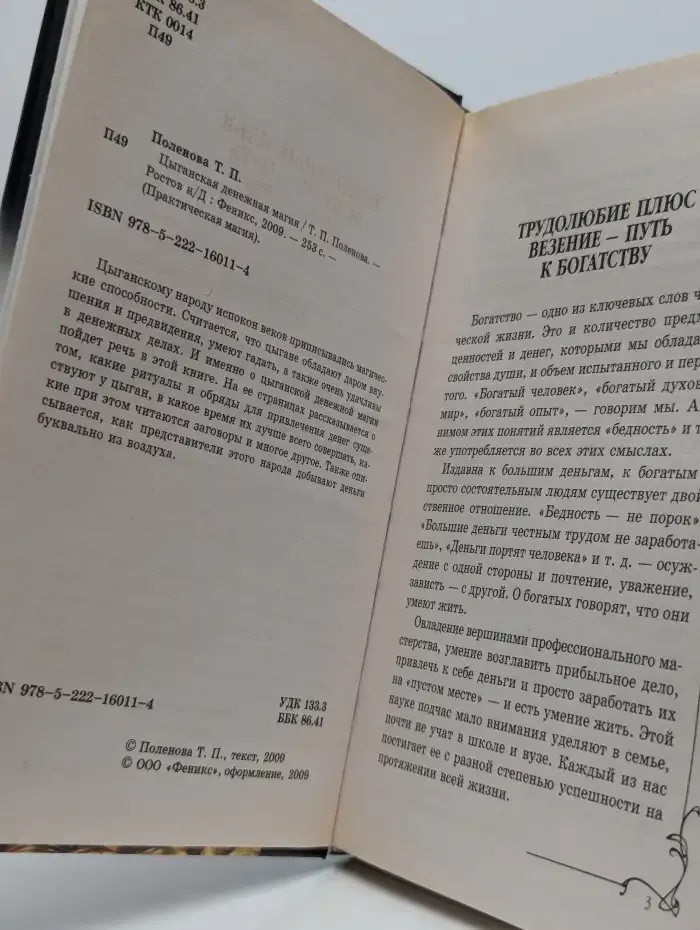 86.41
КТК 0014
П49
П49
Поленова Т. П.
Цыганская денежная магия / Т. П. Поленова. —
Ростов н/Д : Феникс, 2009. — 253 с. —
(Практическая магия).
ISBN 978-5-222-16011-4
Цыганскому народу испокон веков приписывались магичес-
кие способности. Считается, что цыгане обладают даром вну-
шения и предвидения, умеют гадать, а также очень удачливы
в денежных делах. И именно о цыганской денежной магии
пойдет речь в этой книге. На ее страницах рассказывается о
том, какие ритуалы и обряды для привлечения денег суще-
ствуют у цыган, в какое время их лучше всего совершать, ка-
кие при этом читаются заговоры и многое другое. Также опи-
сывается, как представители этого народа добывают деньги
буквально из воздуха.
978-5-222-16011-4
УДК 133.3
ББК 86.41
© Поленова Т. П., текст, 2009
© ООО «Феникс», оформление, 2009
ТРУДОЛЮБИЕ ПЛЮС
ВЕЗЕНИЕ — ПУТЬ
К БОГАТСТВУ
Богатство — одно из ключевых слов ч
ческой жизни. Это и количество предм
ценностей и денег, которыми мы облада
свойства души, и объем испытанного и пер
того. «Богатый человек», «богатый духов
мир», «богатый опыт», — говорим мы. А
нимом этих понятий является «бедность» и т
же употребляется во всех этих смыслах.
Издавна к большим деньгам, к богатым
просто состоятельным людям существует двой
ственное отношение. «Бедность — не порок»
«Большие деньги честным трудом не заработа-
ешь», «Деньги портят человека» и т. д. — осуж-
дение с одной стороны и почтение, уважение,
зависть — с другой. О богатых говорят, что они
умеют жить.
Овладение вершинами профессионального ма-
стерства, умение возглавить прибыльное дело,
привлечь к себе деньги и просто заработать их
на «пустом месте» — и есть умение жить. Этой
науке подчас мало внимания уделяют в семье,
почти не учат в школе и вузе. Каждый из нас
постигает ее с разной степенью успешности на
протяжении всей жизни.
3